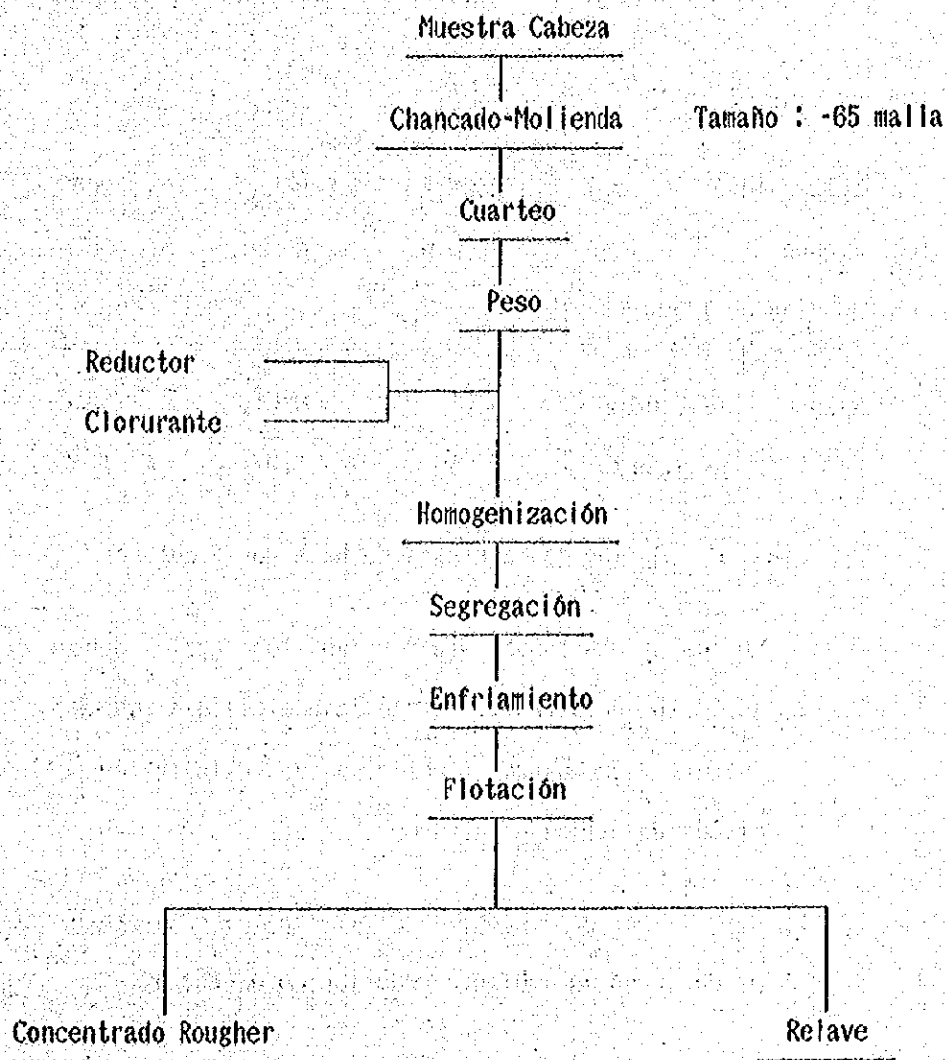 Muestra Cabeza
Chancado-Molienda Tamaño : -65 malla
Cuarteo
Peso
Reductor
Clorurante
Homogenización
Segregación
Enfriamiento
Flotación
Concentrado Rougher Relave